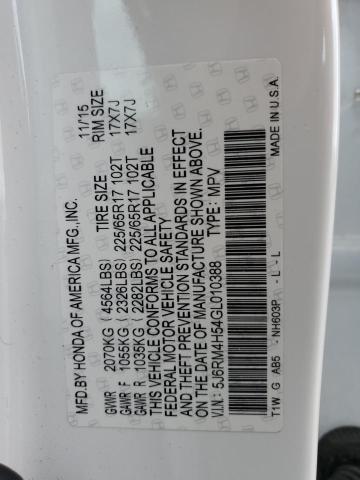 MFD.BY HONDA OF AMERICA MFG.,INC. 11/15
TIRE SIZE RIM SIZE
GVWR 2070KG ( 4564LBS)
GAWR F 1055KG ( 2326LBS) 225/65R17 102T 17X7J
GAWR R 1035KG ( 2282LBS) 225/65R17 102T 17X7J
THIS VEHICLE CONFORMS TO ALL APPLICABLE
FEDERAL MOTOR VEHICLE SAFETY
AND THEFT PREVENTION STANDARDS IN EFFECT
ON THE DATE OF MANUFACTURE SHOWN ABOVE.
V.I.N.: 5J6RM4H54GL010388 TYPE: MPV
T1W G AB5 NH603P - L - L MADE IN U.S.A.